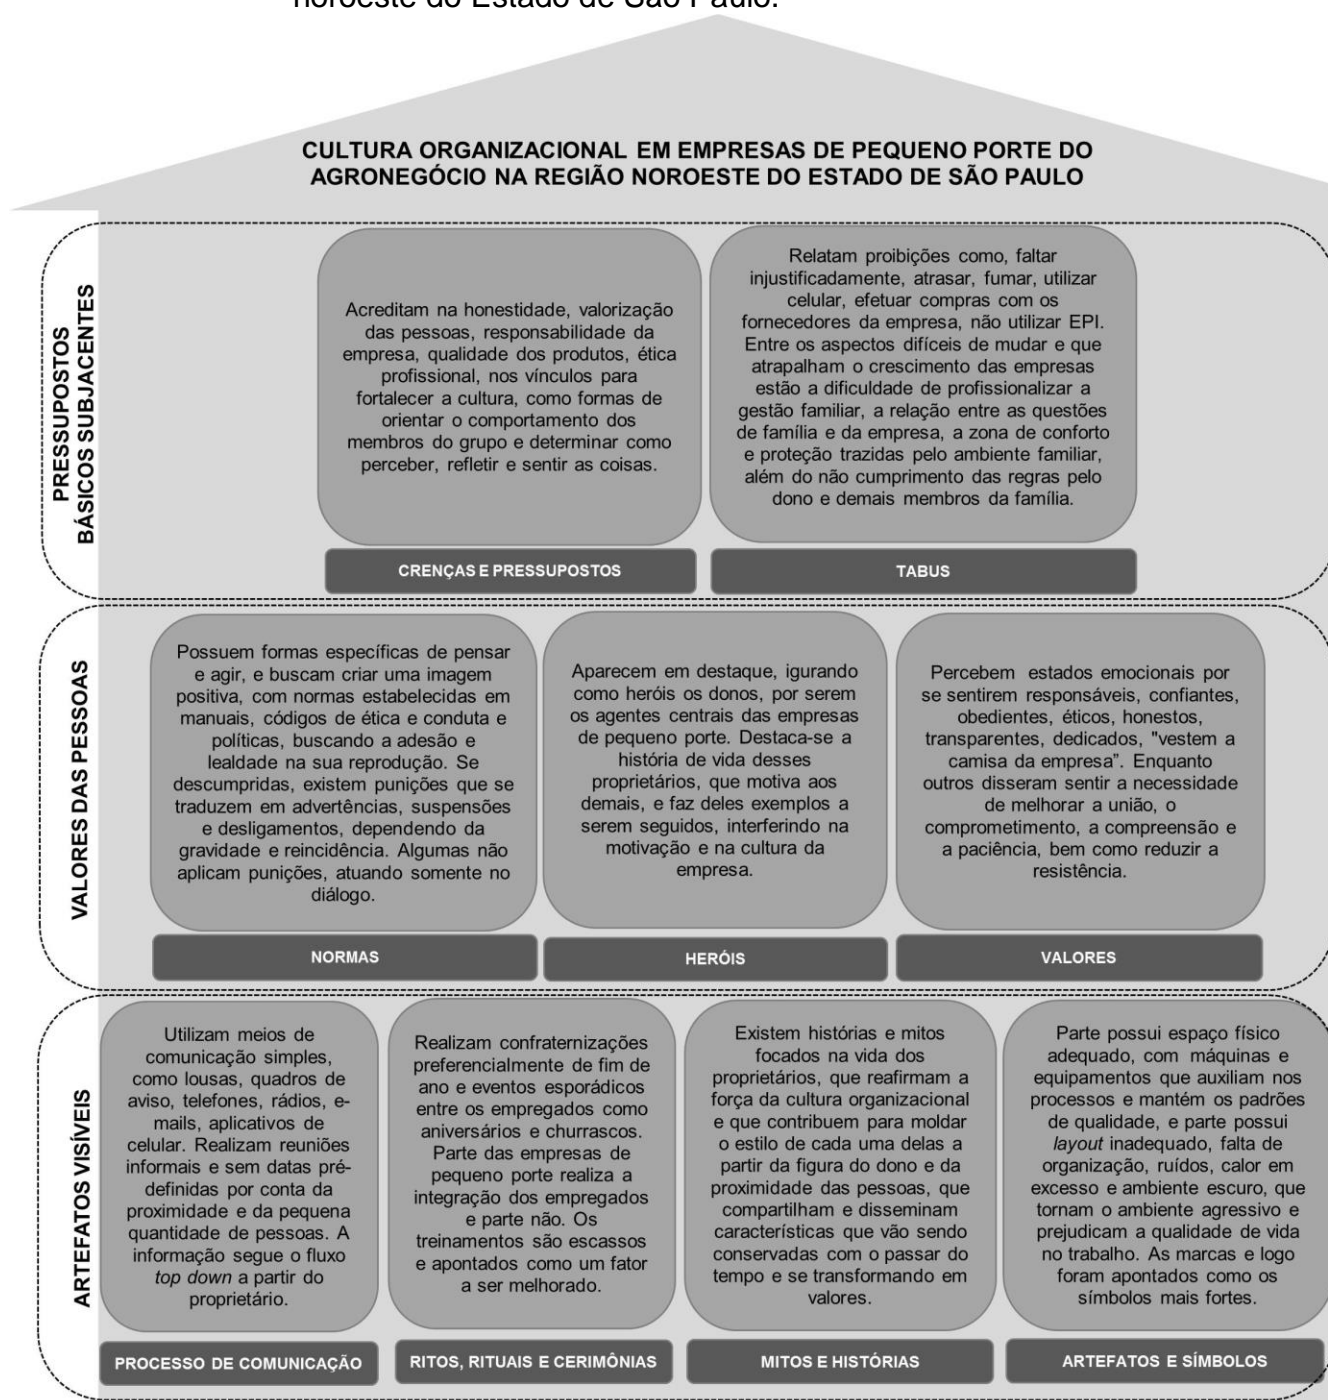 noroeste do Estado de São Paulo.
CULTURA ORGANIZACIONAL EM EMPRESAS DE PEQUENO PORTE DO
AGRONEGÓCIO NA REGIÃO NOROESTE DO ESTADO DE SÃO PAULO
PRESSUPOSTOS
BÁSICOS SUBJACENTES
Acreditam na honestidade, valorização
das pessoas, responsabilidade da
empresa, qualidade dos produtos, ética
profissional, nos vínculos para
fortalecer a cultura, como formas de
orientar o comportamento dos
membros do grupo e determinar como
perceber, refletir e sentir as coisas.
CRENÇAS E PRESSUPOSTOS
Relatam proibições como, faltar
injustificadamente, atrasar, fumar, utilizar
celular, efetuar compras com os
fornecedores da empresa, não utilizar EPI.
Entre os aspectos difíceis de mudar e que
atrapalham o crescimento das empresas
estão a dificuldade de profissionalizar a
gestão familiar, a relação entre as questões
de família e da empresa, a zona de conforto
e proteção trazidas pelo ambiente familiar,
além do não cumprimento das regras pelo
dono e demais membros da família.
TABUS
VALORES DAS PESSOAS
Possuem formas específicas de pensar
e agir, e buscam criar uma imagem
positiva, com normas estabelecidas em
manuais, códigos de ética e conduta e
políticas, buscando a adesão e
lealdade na sua reprodução. Se
descumpridas, existem punições que se
traduzem em advertências, suspensões
e desligamentos, dependendo da
gravidade e reincidência. Algumas não
aplicam punições, atuando somente no
diálogo.
NORMAS
Aparecem em destaque, igurando
como heróis os donos, por serem
os agentes centrais das empresas
de pequeno porte. Destaca-se a
história de vida desses
proprietários, que motiva aos
demais, e faz deles exemplos a
serem seguidos, interferindo na
motivação e na cultura da
empresa.
HERÓIS
Percebem estados emocionais por
se sentirem responsáveis, confiantes,
obedientes, éticos, honestos,
transparentes, dedicados, "vestem a
camisa da empresa”. Enquanto
outros disseram sentir a necessidade
de melhorar a união, o
comprometimento, a compreensão e
a paciência, bem como reduzir a
resistência.
VALORES
ARTEFATOS VISÍVEIS
Utilizam meios de
comunicação simples,
como lousas, quadros de
aviso, telefones, rádios, e-
mails, aplicativos de
celular. Realizam reuniões
informais e sem datas pré-
definidas por conta da
proximidade e da pequena
quantidade de pessoas. A
informação segue o fluxo
top down a partir do
proprietário.
PROCESSO DE COMUNICAÇÃO
Realizam confraternizações
preferencialmente de fim de
ano e eventos esporádicos
entre os empregados como
aniversários e churrascos.
Parte das empresas de
pequeno porte realiza a
integração dos empregados
e parte não. Os
treinamentos são escassos
e apontados como um fator
a ser melhorado.
RITOS, RITUAIS E CERIMÔNIAS
Existem histórias e mitos
focados na vida dos
proprietários, que reafirmam a
força da cultura organizacional
e que contribuem para moldar
o estilo de cada uma delas a
partir da figura do dono e da
proximidade das pessoas, que
compartilham e disseminam
características que vão sendo
conservadas com o passar do
tempo e se transformando em
valores.
MITOS E HISTÓRIAS
Parte possui espaço físico
adequado, com máquinas e
equipamentos que auxiliam nos
processos e mantém os padrões
de qualidade, e parte possui
layout inadequado, falta de
organização, ruídos, calor em
excesso e ambiente escuro, que
tornam o ambiente agressivo e
prejudicam a qualidade de vida
no trabalho. As marcas e logo
foram apontados como os
símbolos mais fortes.
ARTEFATOS E SÍMBOLOS